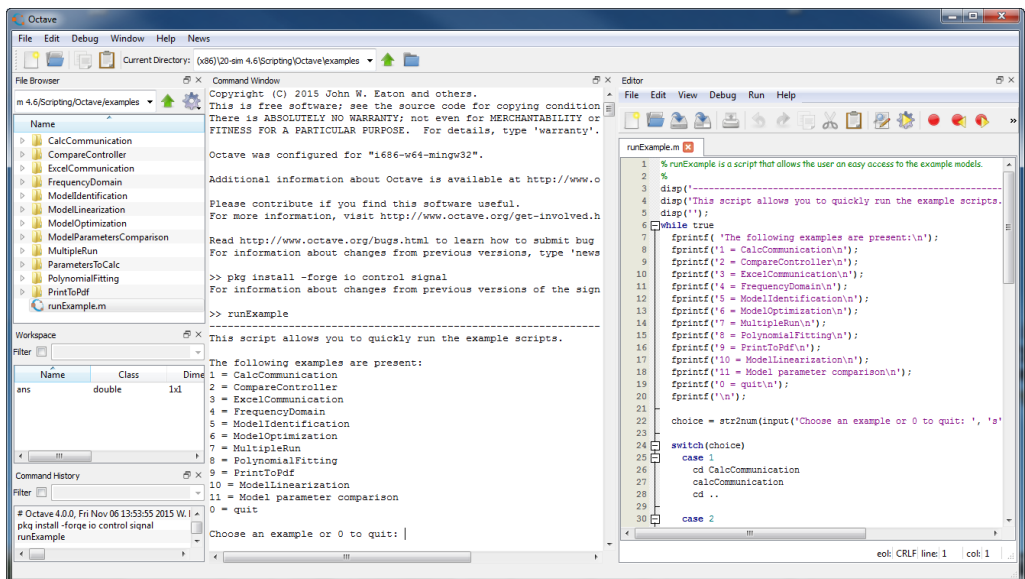 Octave
File Edit Debug Window Help News
Current Directory: (x86)\20-sim 4.6\Scripting\Octave\examples
File Browser
m 4.6/Scripting/Octave/examples
Name
CalcCommunication
CompareController
ExcelCommunication
FrequencyDomain
ModelIdentification
ModelLinearization
ModelOptimization
ModelParametersComparison
MultipleRun
ParametersToCalc
PolynomialFitting
PrintToPdf
runExample.m
Workspace
Filter
Name Class Dime
ans double 1x1
Command History
Filter
# Octave 4.0.0, Fri Nov 06 13:53:55 2015 W.
pkg install -forge io control signal
runExample
Command Window
Copyright (C) 2015 John W. Eaton and others.
This is free software; see the source code for copying condition
There is ABSOLUTELY NO WARRANTY; not even for MERCHANTABILITY or
FITNESS FOR A PARTICULAR PURPOSE.  For details, type 'warranty'.
Octave was configured for "i686-w64-mingw32".
Additional information about Octave is available at http://www.o
Please contribute if you find this software useful.
For more information, visit http://www.octave.org/get-involved.h
Read http://www.octave.org/bugs.html to learn how to submit bug
For information about changes from previous versions, type 'news
>> pkg install -forge io control signal
For information about changes from previous versions of the sign
>> runExample
------------------------------------------------------------
This script allows you to quickly run the example scripts.
The following examples are present:
1 = CalcCommunication
2 = CompareController
3 = ExcelCommunication
4 = FrequencyDomain
5 = ModelIdentification
6 = ModelOptimization
7 = MultipleRun
8 = PolynomialFitting
9 = PrintToPdf
10 = ModelLinearization
11 = Model parameter comparison
0 = quit
Choose an example or 0 to quit:
Editor
File Edit View Debug Run Help
»
runExample.m
1 % runExample is a script that allows the user an easy access to the example models.
2 %
3 disp('----------------------------------------
4 disp('This script allows you to quickly run the example scripts.
5 disp('');
6 while true
7 fprintf( 'The following examples are present:\n');
8 fprintf('1 = CalcCommunication\n');
9 fprintf('2 = CompareController\n');
10 fprintf('3 = ExcelCommunication\n');
11 fprintf('4 = FrequencyDomain\n');
12 fprintf('5 = ModelIdentification\n');
13 fprintf('6 = ModelOptimization\n');
14 fprintf('7 = MultipleRun\n');
15 fprintf('8 = PolynomialFitting\n');
16 fprintf('9 = PrintToPdf\n');
17 fprintf('10 = ModelLinearization\n');
18 fprintf('11 = Model parameter comparison\n');
19 fprintf('0 = quit\n');
20 fprintf('\n');
21
22 choice = str2num(input('Choose an example or 0 to quit: ', 's'
23
24 switch(choice)
25 case 1
26 cd CalcCommunication
27 calcCommunication
28 cd ..
29
30 case 2
eol: CRLF line: 1 col: 1